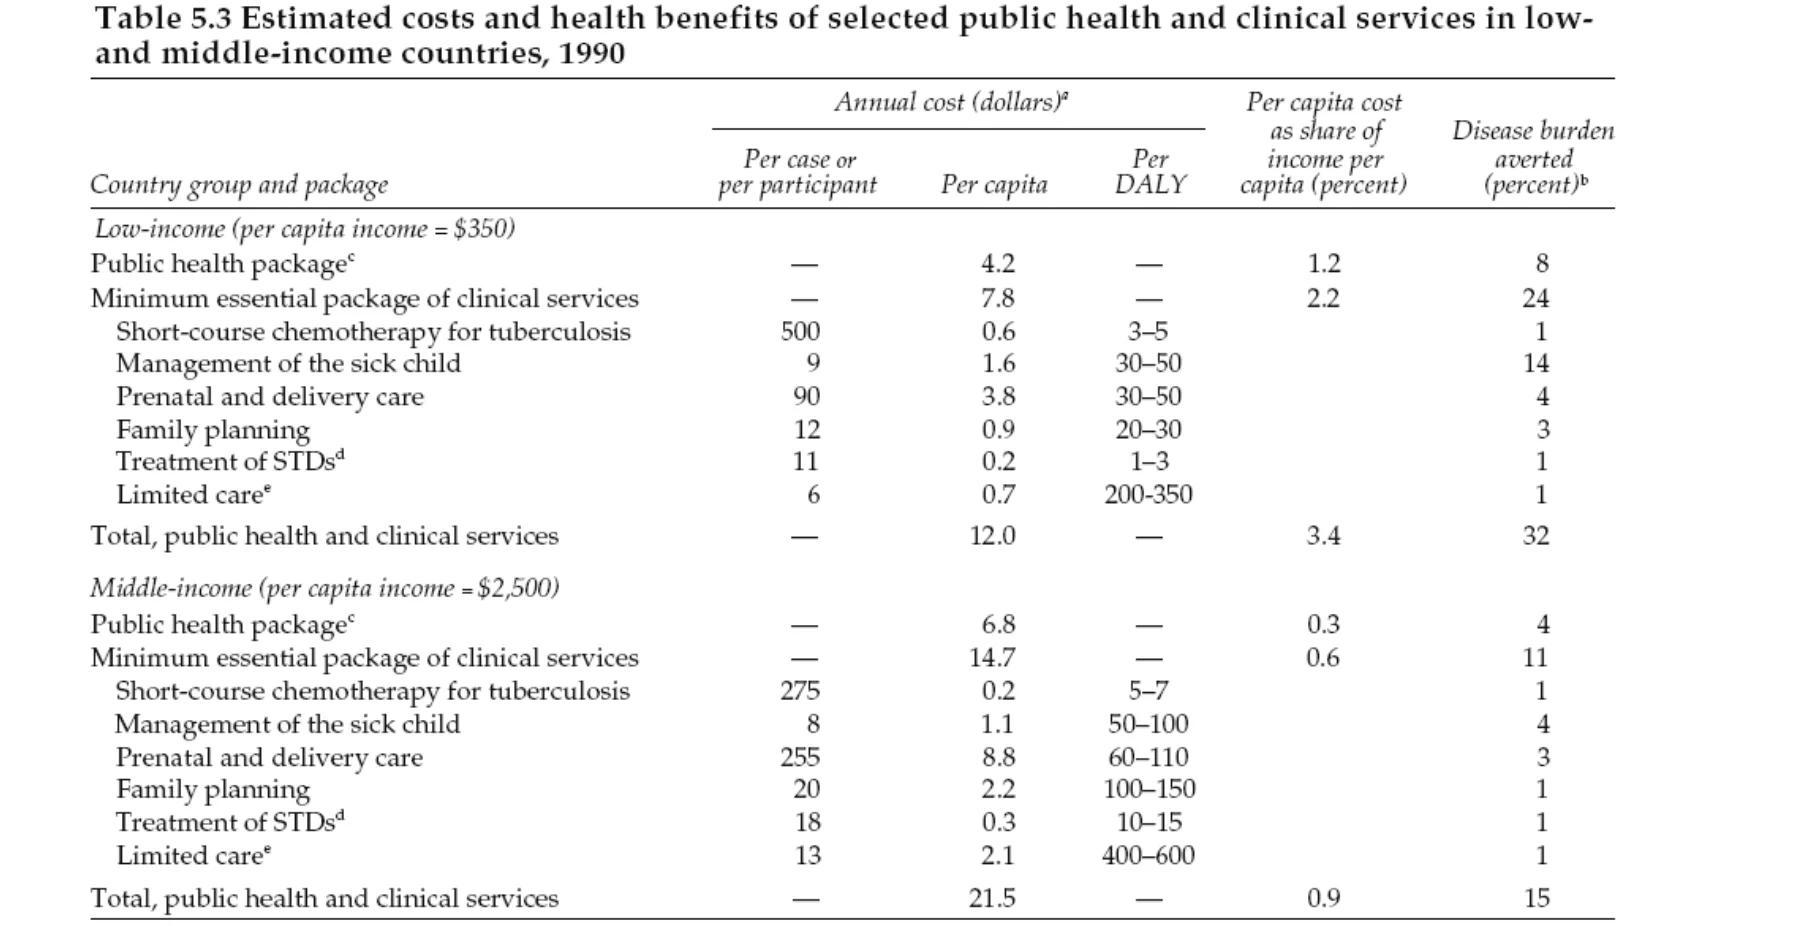 Table 5.3 Estimated costs and health benefits of selected public health and clinical services in low-
and middle-income countries, 1990
Annual cost (dollars)ᵃ
Per capita cost
as share of
income per
capita (percent)
Disease burden
averted
(percent)ᵇ
Country group and package
Per case or
per participant
Per capita
Per
DALY
Low-income (per capita income = $350)
Public health packageᶜ — 4.2 — 1.2 8
Minimum essential package of clinical services — 7.8 — 2.2 24
Short-course chemotherapy for tuberculosis 500 0.6 3–5 1
Management of the sick child 9 1.6 30–50 14
Prenatal and delivery care 90 3.8 30–50 4
Family planning 12 0.9 20–30 3
Treatment of STDsᵈ 11 0.2 1–3 1
Limited careᵉ 6 0.7 200-350 1
Total, public health and clinical services — 12.0 — 3.4 32
Middle-income (per capita income = $2,500)
Public health packageᶜ — 6.8 — 0.3 4
Minimum essential package of clinical services — 14.7 — 0.6 11
Short-course chemotherapy for tuberculosis 275 0.2 5–7 1
Management of the sick child 8 1.1 50–100 4
Prenatal and delivery care 255 8.8 60–110 3
Family planning 20 2.2 100–150 1
Treatment of STDsᵈ 18 0.3 10–15 1
Limited careᵉ 13 2.1 400–600 1
Total, public health and clinical services — 21.5 — 0.9 15